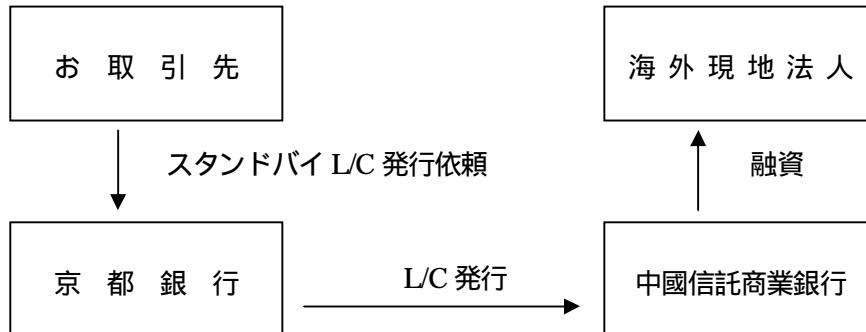 お取引先
海外現地法人
スタンドバイ L/C 発行依頼
融資
京都銀行
L/C 発行
中國信託商業銀行